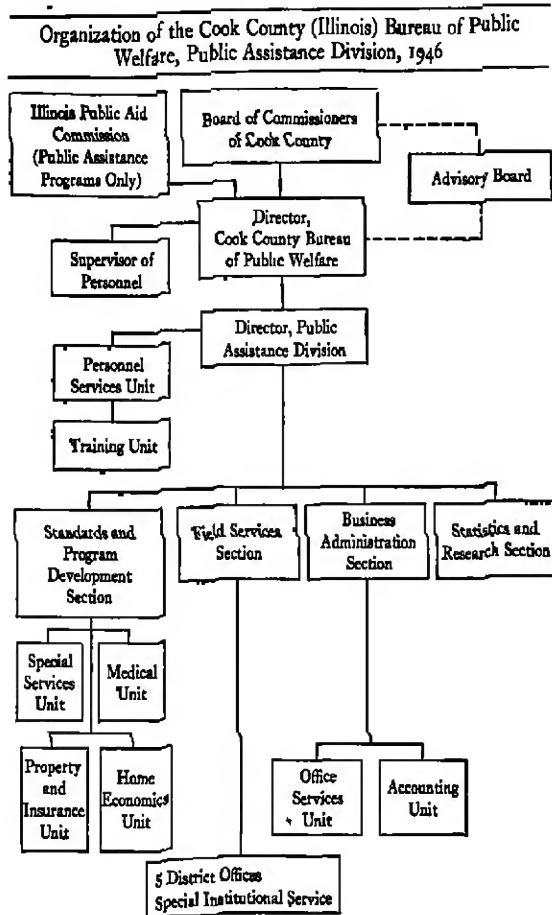 Organization of the Cook County (Illinois) Bureau of Public
Welfare, Public Assistance Division, 1946
Illinois Public Aid
Commission
(Public Assistance
Programs Only)
Board of Commissioners
of Cook County
Advisory Board
Director,
Cook County Bureau
of Public Welfare
Supervisor of
Personnel
Director, Public
Assistance Division
Personnel
Services Unit
Training Unit
Standards and
Program
Development
Section
Field Services
Section
Business
Administration
Section
Statistics and
Research Section
Special
Services
Unit
Medical
Unit
Property
and
Insurance
Unit
Home
Economics
Unit
Office
Services
Unit
Accounting
Unit
5 District Offices
Special Institutional Service